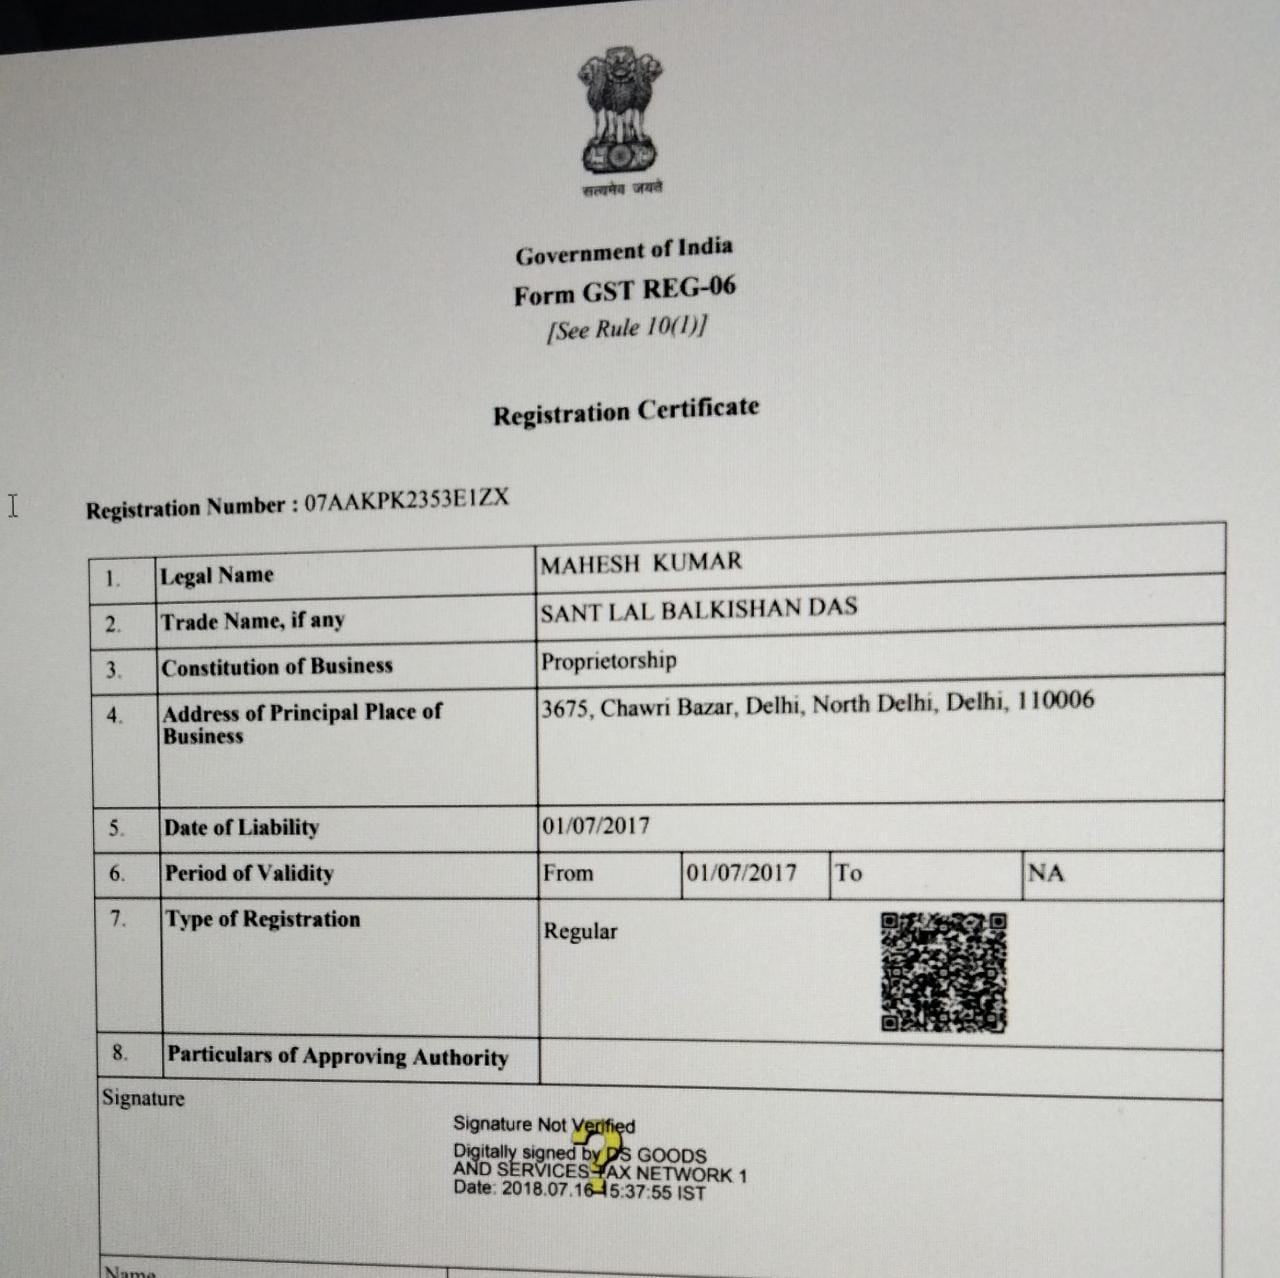 सत्यमेव जयते
Government of India
Form GST REG-06
[See Rule 10(1)]
Registration Certificate
Registration Number : 07AAKPK2353E1ZX
1. Legal Name MAHESH KUMAR
2. Trade Name, if any SANT LAL BALKISHAN DAS
3. Constitution of Business Proprietorship
4. Address of Principal Place of 3675, Chawri Bazar, Delhi, North Delhi, Delhi, 110006
Business
5. Date of Liability 01/07/2017
6. Period of Validity From 01/07/2017 To NA
7. Type of Registration Regular
8. Particulars of Approving Authority
Signature
Signature Not Verified
Digitally signed by DS GOODS
AND SERVICES TAX NETWORK 1
Date: 2018.07.16 15:37:55 IST
Name